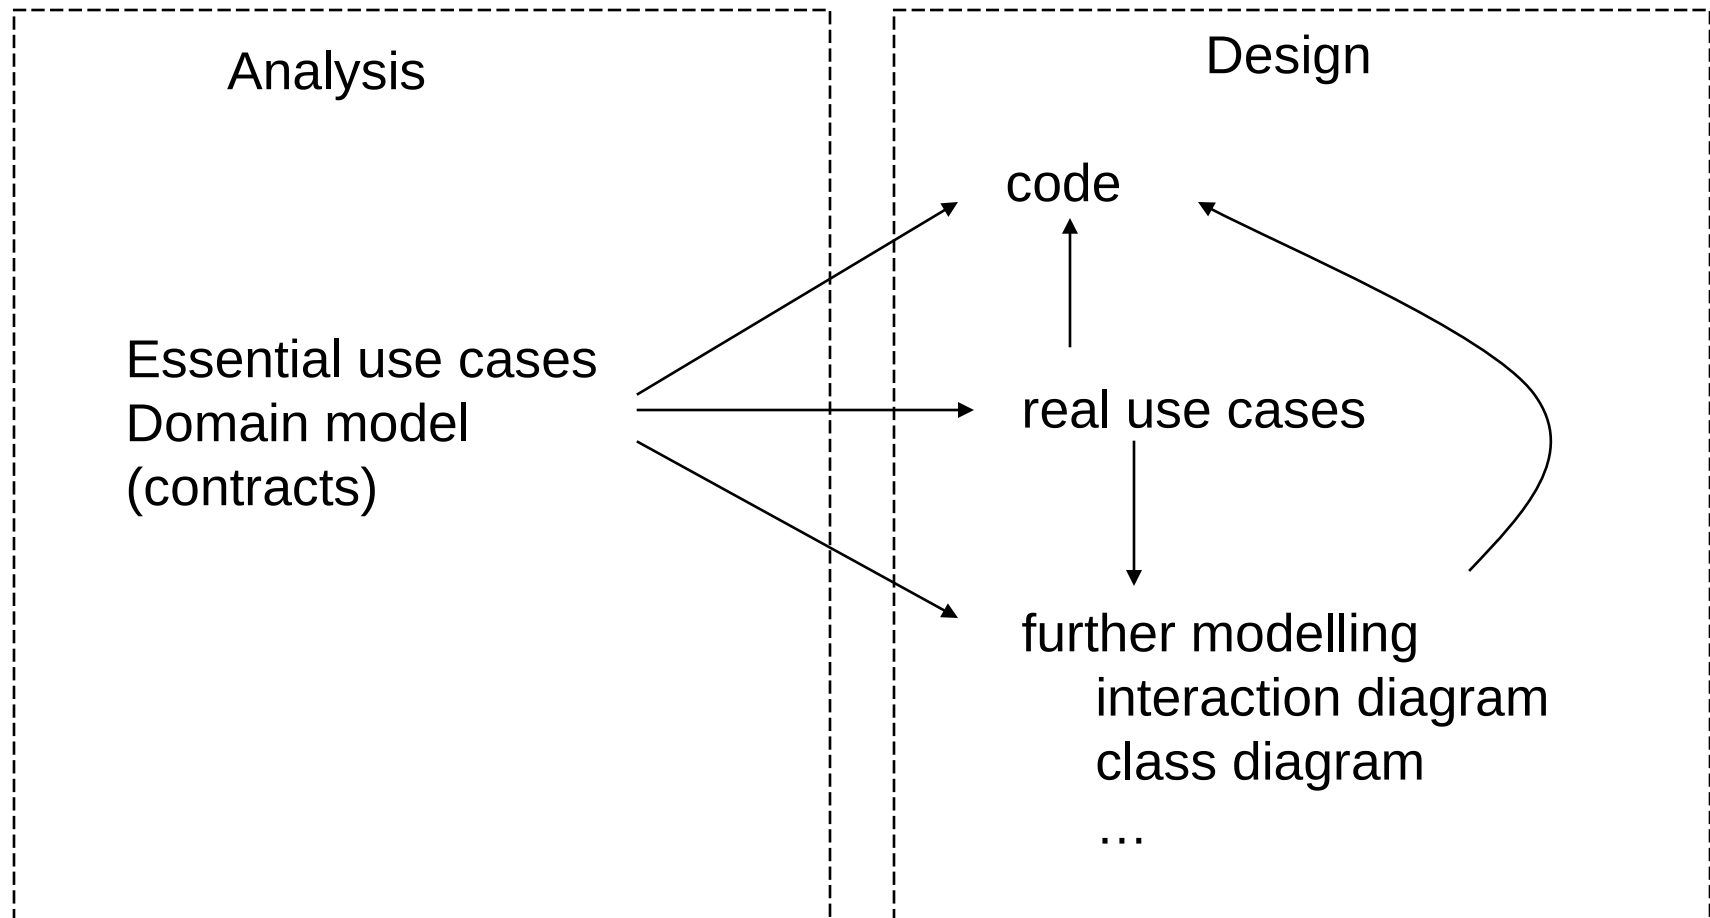 Analysis
Essential use cases
Domain model
(contracts)
Design
code
real use cases
further modelling
interaction diagram
class diagram
…